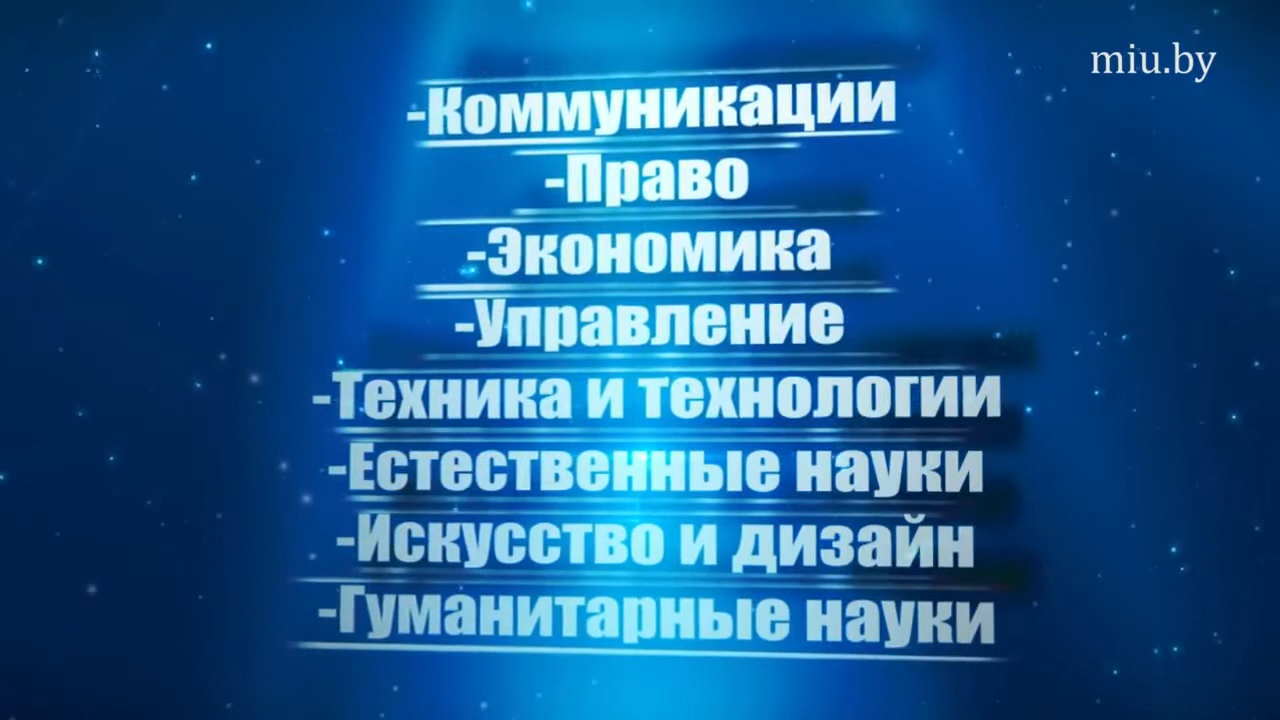 miu.by
-Коммуникации
-Право
-Экономика
-Управление
-Техника и технологии
-Естественные науки
-Искусство и дизайн
-Гуманитарные науки